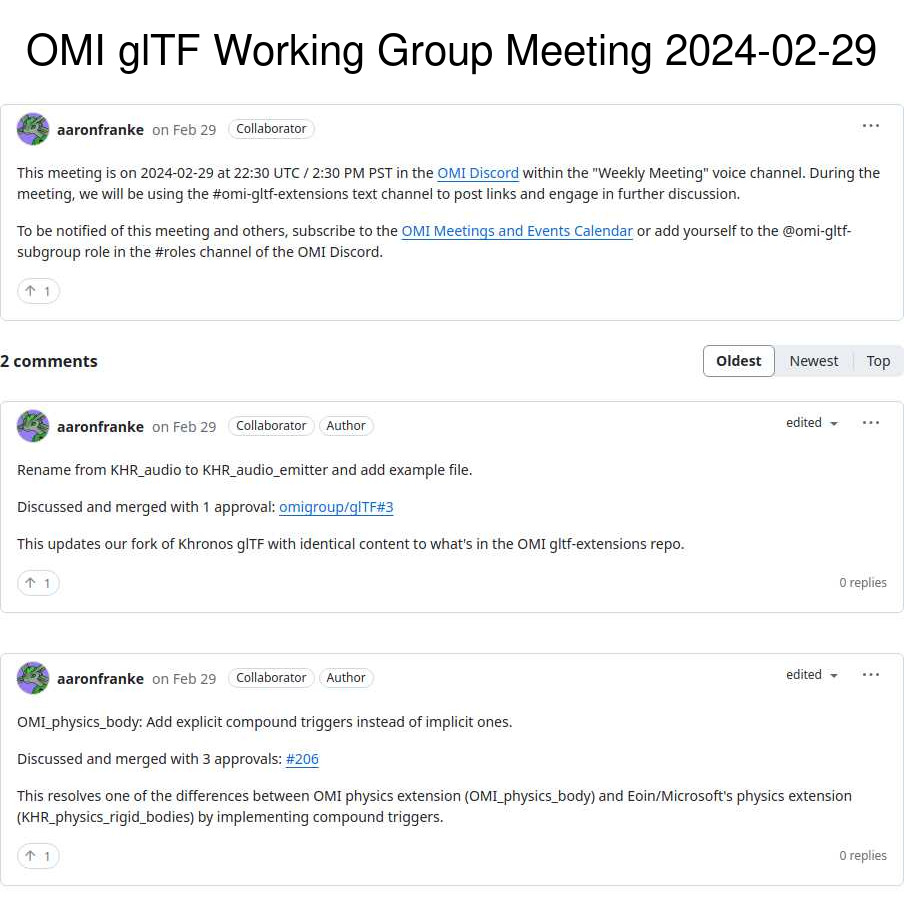 OMI glTF Working Group Meeting 2024-02-29
aaronfranke on Feb 29 Collaborator
This meeting is on 2024-02-29 at 22:30 UTC / 2:30 PM PST in the OMI Discord within the "Weekly Meeting" voice channel. During the
meeting, we will be using the #omi-gltf-extensions text channel to post links and engage in further discussion.
To be notified of this meeting and others, subscribe to the OMI Meetings and Events Calendar or add yourself to the @omi-gltf-
subgroup role in the #roles channel of the OMI Discord.
↑ 1
2 comments Oldest Newest Top
aaronfranke on Feb 29 Collaborator Author edited
Rename from KHR_audio to KHR_audio_emitter and add example file.
Discussed and merged with 1 approval: omigroup/glTF#3
This updates our fork of Khronos glTF with identical content to what's in the OMI gltf-extensions repo.
↑ 1 0 replies
aaronfranke on Feb 29 Collaborator Author edited
OMI_physics_body: Add explicit compound triggers instead of implicit ones.
Discussed and merged with 3 approvals: #206
This resolves one of the differences between OMI physics extension (OMI_physics_body) and Eoin/Microsoft's physics extension
(KHR_physics_rigid_bodies) by implementing compound triggers.
↑ 1 0 replies